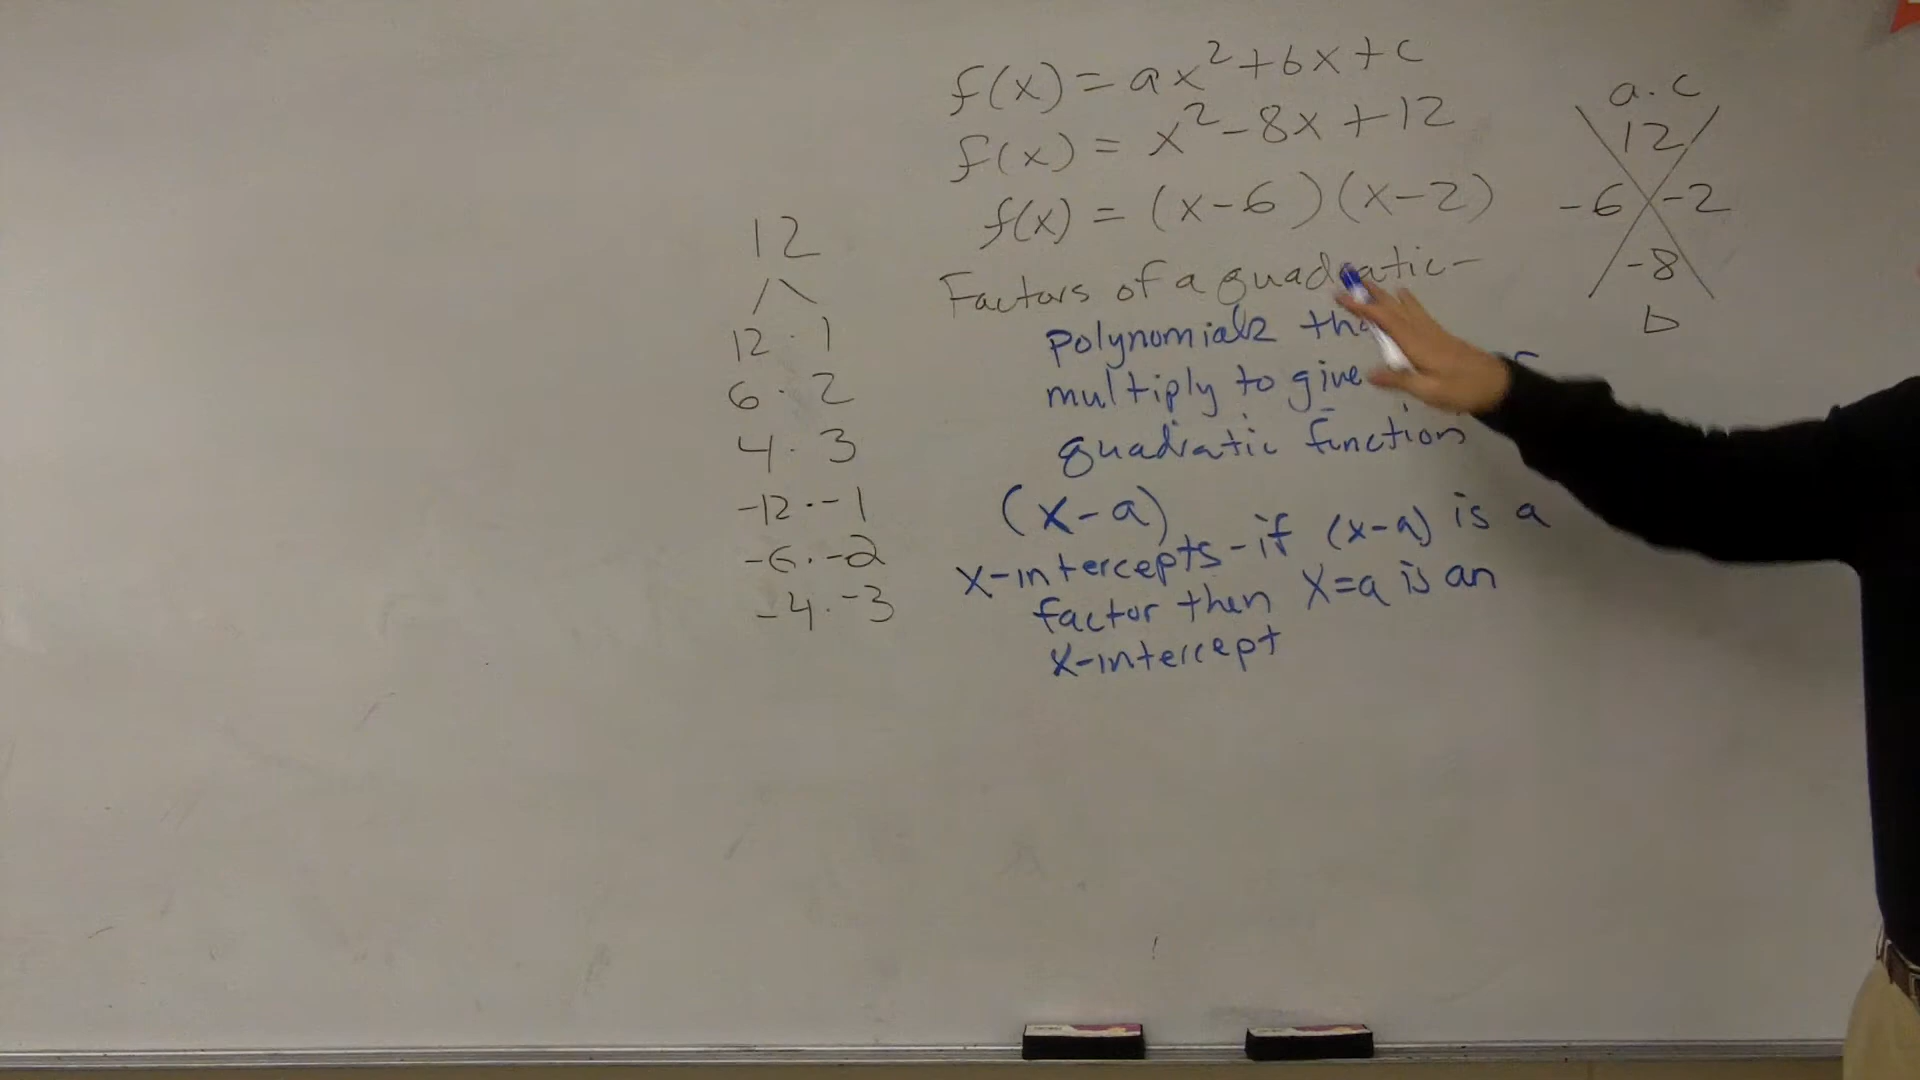 f(x) = ax²+bx+c
f(x) = x²-8x+12
f(x) = (x-6)(x-2)
a.c
12
-6 -2
-8
b
12
12 · 1
6 · 2
4 · 3
-12 · -1
-6 · -2
-4 · -3
Factors of a quadratic-
polynomials
multiply to give
quadratic function
(x-a)
x-intercepts-if (x-a) is a
factor then x=a is an
x-intercept